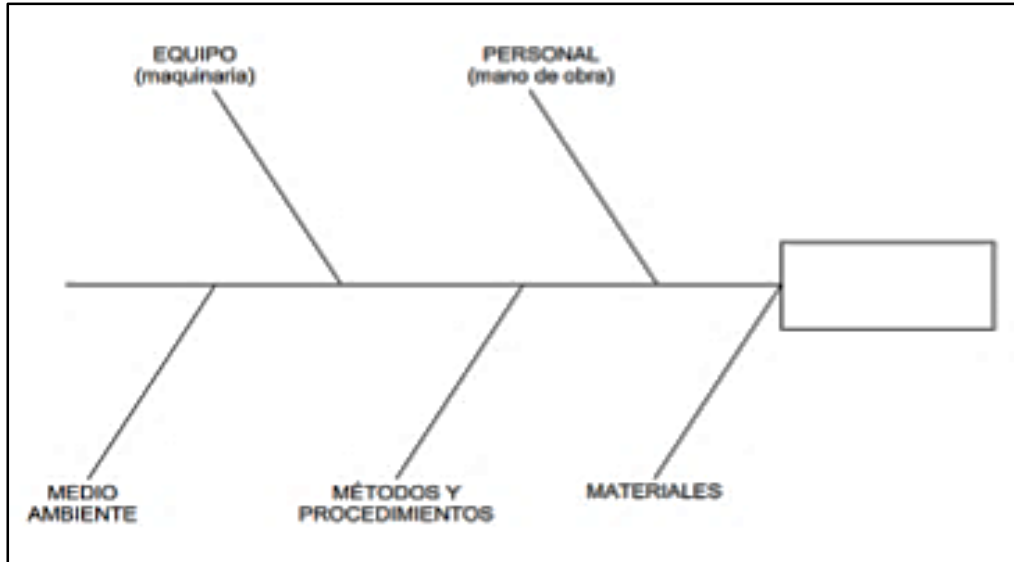 EQUIPO
(maquinaria)
PERSONAL
(mano de obra)
MEDIO
AMBIENTE
MÉTODOS Y
PROCEDIMIENTOS
MATERIALES